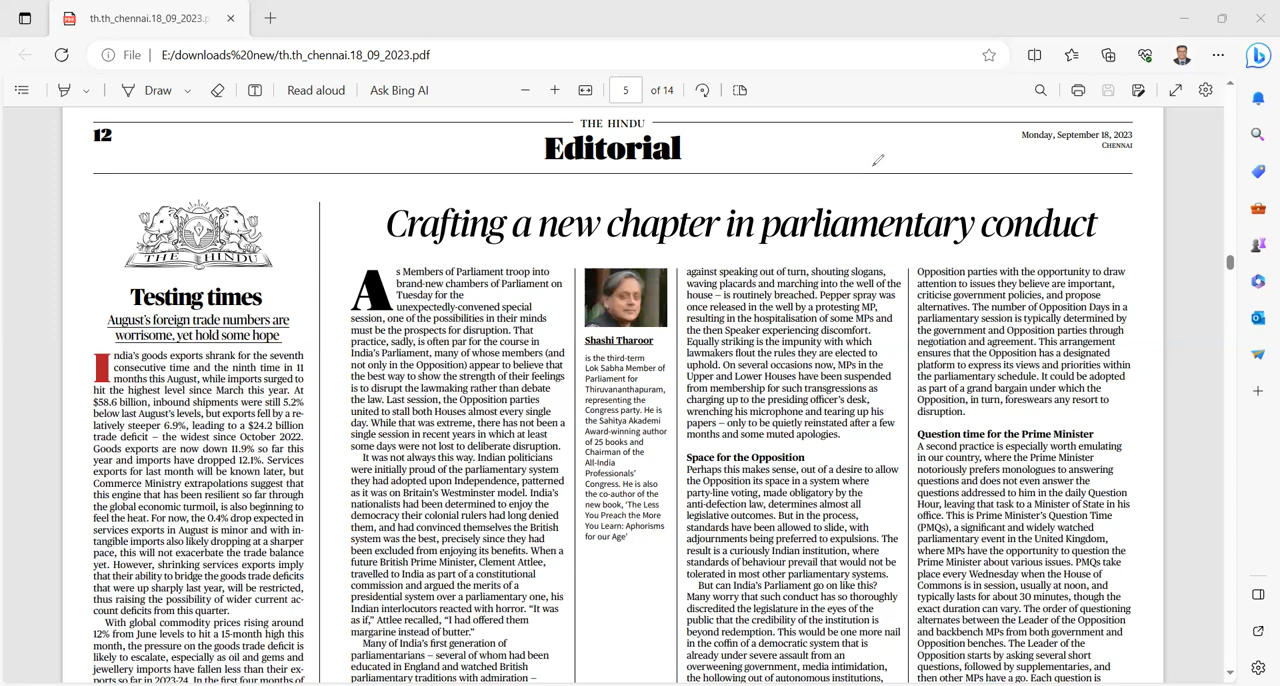 th.th_chennai.18_09_2023.p
File
E:/downloads%20new/th.th_chennai.18_09_2023.pdf
Draw
Read aloud
Ask Bing AI
5
of 14
12
THE HINDU
Editorial
Monday, September 18, 2023
CHENNAI
THE HINDU
Testing times
August's foreign trade numbers are
worrisome, yet hold some hope
India's goods exports shrunk for the seventh
consecutive time and the ninth time in 11
months this August, while imports surged to
hit the highest level since March this year. At
$58.6 billion, inbound shipments were still 5.2%
below last August's levels, but exports fell by a re-
latively steeper 6.9%, leading to a $24.2 billion
trade deficit — the widest since October 2022.
Goods exports are now down 11.9% so far this
year and imports have dropped 12.1%. Services
exports for last month will be known later, but
Commerce Ministry extrapolations suggest that
this engine that has been resilient so far through
the global economic turmoil, is also beginning to
feel the heat. For now, the 0.4% drop expected in
services exports in August is minor and with in-
tangible imports also likely dropping at a sharper
pace, this will not exacerbate the trade balance
yet. However, shrinking services exports imply
that their ability to bridge the goods trade deficits
that were up sharply last year, will be restricted,
thus raising the possibility of wider current ac-
count deficits from this quarter.
With global commodity prices rising around
12% from June levels to hit a 15-month high this
month, the pressure on the goods trade deficit is
likely to escalate, especially as oil and gems and
jewellery imports have fallen less than their ex-
ports so far in 2023-24. In the first four months of
Crafting a new chapter in parliamentary conduct
As Members of Parliament troop into
brand-new chambers of Parliament on
Tuesday for the
unexpectedly-convened special
session, one of the possibilities in their minds
must be the prospects for disruption. That
practice, sadly, is often par for the course in
India's Parliament, many of whose members (and
not only in the Opposition) appear to believe that
the best way to show the strength of their feelings
is to disrupt the lawmaking rather than debate
the law. Last session, the Opposition parties
united to stall both Houses almost every single
day. While that was extreme, there has not been a
single session in recent years in which at least
some days were not lost to deliberate disruption.
It was not always this way. Indian politicians
were initially proud of the parliamentary system
they had adopted upon Independence, patterned
as it was on Britain's Westminster model. India's
nationalists had been determined to enjoy the
democracy their colonial rulers had long denied
them, and had convinced themselves the British
system was the best, precisely since they had
been excluded from enjoying its benefits. When a
future British Prime Minister, Clement Attlee,
travelled to India as part of a constitutional
commission and argued the merits of a
presidential system over a parliamentary one, his
Indian interlocutors reacted with horror. "It was
as if," Attlee recalled, "I had offered them
margarine instead of butter."
Many of India's first generation of
parliamentarians — several of whom had been
educated in England and watched British
parliamentary traditions with admiration —
Shashi Tharoor
is the third-term
Lok Sabha Member of
Parliament for
Thiruvananthapuram,
representing the
Congress party. He is
the Sahitya Akademi
Award-winning author
of 25 books and
Chairman of the
All-India
Professionals'
Congress. He is also
the co-author of the
new book, 'The Less
You Preach the More
You Learn: Aphorisms
for our Age'
against speaking out of turn, shouting slogans,
waving placards and marching into the well of the
house — is routinely breached. Pepper spray was
once released in the well by a protesting MP,
resulting in the hospitalisation of some MPs and
the then Speaker experiencing discomfort.
Equally striking is the impunity with which
lawmakers flout the rules they are elected to
uphold. On several occasions now, MPs in the
Upper and Lower Houses have been suspended
from membership for such transgressions as
charging up to the presiding officer's desk,
wrenching his microphone and tearing up his
papers — only to be quietly reinstated after a few
months and some muted apologies.
Space for the Opposition
Perhaps this makes sense, out of a desire to allow
the Opposition its space in a system where
party-line voting, made obligatory by the
anti-defection law, determines almost all
legislative outcomes. But in the process,
standards have been allowed to slide, with
adjournments being preferred to expulsions. The
result is a curiously Indian institution, where
standards of behaviour prevail that would not be
tolerated in most other parliamentary systems.
But can India's Parliament go on like this?
Many worry that such conduct has so thoroughly
discredited the legislature in the eyes of the
public that the credibility of the institution is
beyond redemption. This would be one more nail
in the coffin of a democratic system that is
already under severe assault from an
overweening government, media intimidation,
the hollowing out of autonomous institutions,
Opposition parties with the opportunity to draw
attention to issues they believe are important,
criticise government policies, and propose
alternatives. The number of Opposition Days in a
parliamentary session is typically determined by
the government and Opposition parties through
negotiation and agreement. This arrangement
ensures that the Opposition has a designated
platform to express its views and priorities within
the parliamentary schedule. It could be adopted
as part of a grand bargain under which the
Opposition, in turn, foreswears any resort to
disruption.
Question time for the Prime Minister
A second practice is especially worth emulating
in our country, where the Prime Minister
notoriously prefers monologues to answering
questions and does not even answer the
questions addressed to him in the daily Question
Hour, leaving that task to a Minister of State in his
office. This is Prime Minister's Question Time
(PMQs), a significant and widely watched
parliamentary event in the United Kingdom,
where MPs have the opportunity to question the
Prime Minister about various issues. PMQs take
place every Wednesday when the House of
Commons is in session, usually at noon, and
typically lasts for about 30 minutes, though the
exact duration can vary. The order of questioning
alternates between the Leader of the Opposition
and backbench MPs from both government and
Opposition benches. The Leader of the
Opposition starts by asking several short
questions, followed by supplementaries, and
then other MPs have a go. Each question is